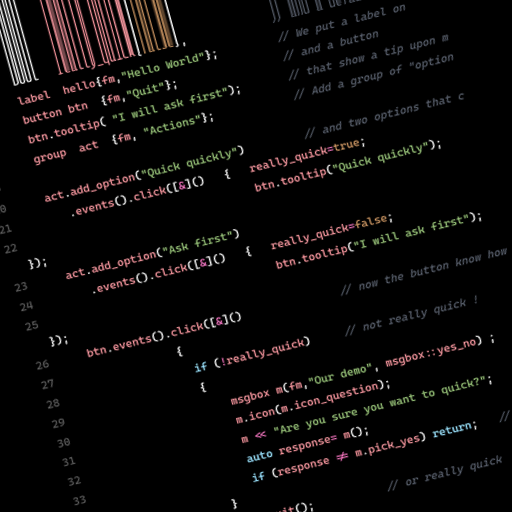 // We put a label on
// and a button
// that show a tip upon m
// Add a group of "option
label hello{fm,"Hello World"};
button btn {fm,"Quit"};
btn.tooltip( "I will ask first");
group act {fm, "Actions"};
// and two options that c
act.add_option("Quick quickly")
.events().click([&]() { really_quick=true;
btn.tooltip("Quick quickly");
21
22
});
act.add_option("Ask first")
23
.events().click([&]() { really_quick=false;
24
btn.tooltip("I will ask first");
25
});
// now the button know how
btn.events().click([&]()
26
{ // not really quick !
27
if (!really_quick)
28
{
29
msgbox m(fm,"Our demo", msgbox::yes_no) ;
30
m.icon(m.icon_question);
31
m << "Are you sure you want to quick?";
32
auto response= m();
33
if (response ≠ m.pick_yes) return; //
} // or really quick